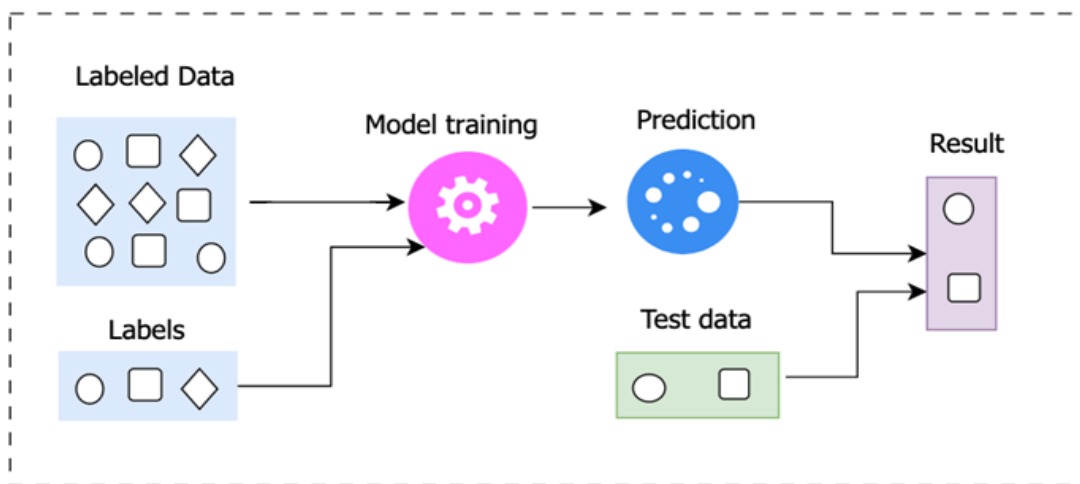 Labeled Data
Model training
Prediction
Result
Labels
Test data